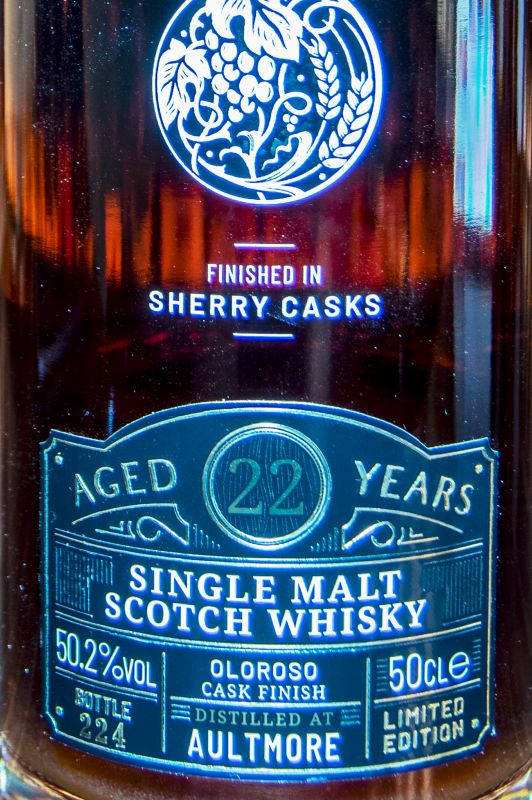 FINISHED IN
SHERRY CASKS
AGED 22 YEARS
SINGLE MALT
SCOTCH WHISKY
50.2%VOL
BOTTLE
224
OLOROSO
CASK FINISH
DISTILLED AT
AULTMORE
50CLe
LIMITED
EDITION